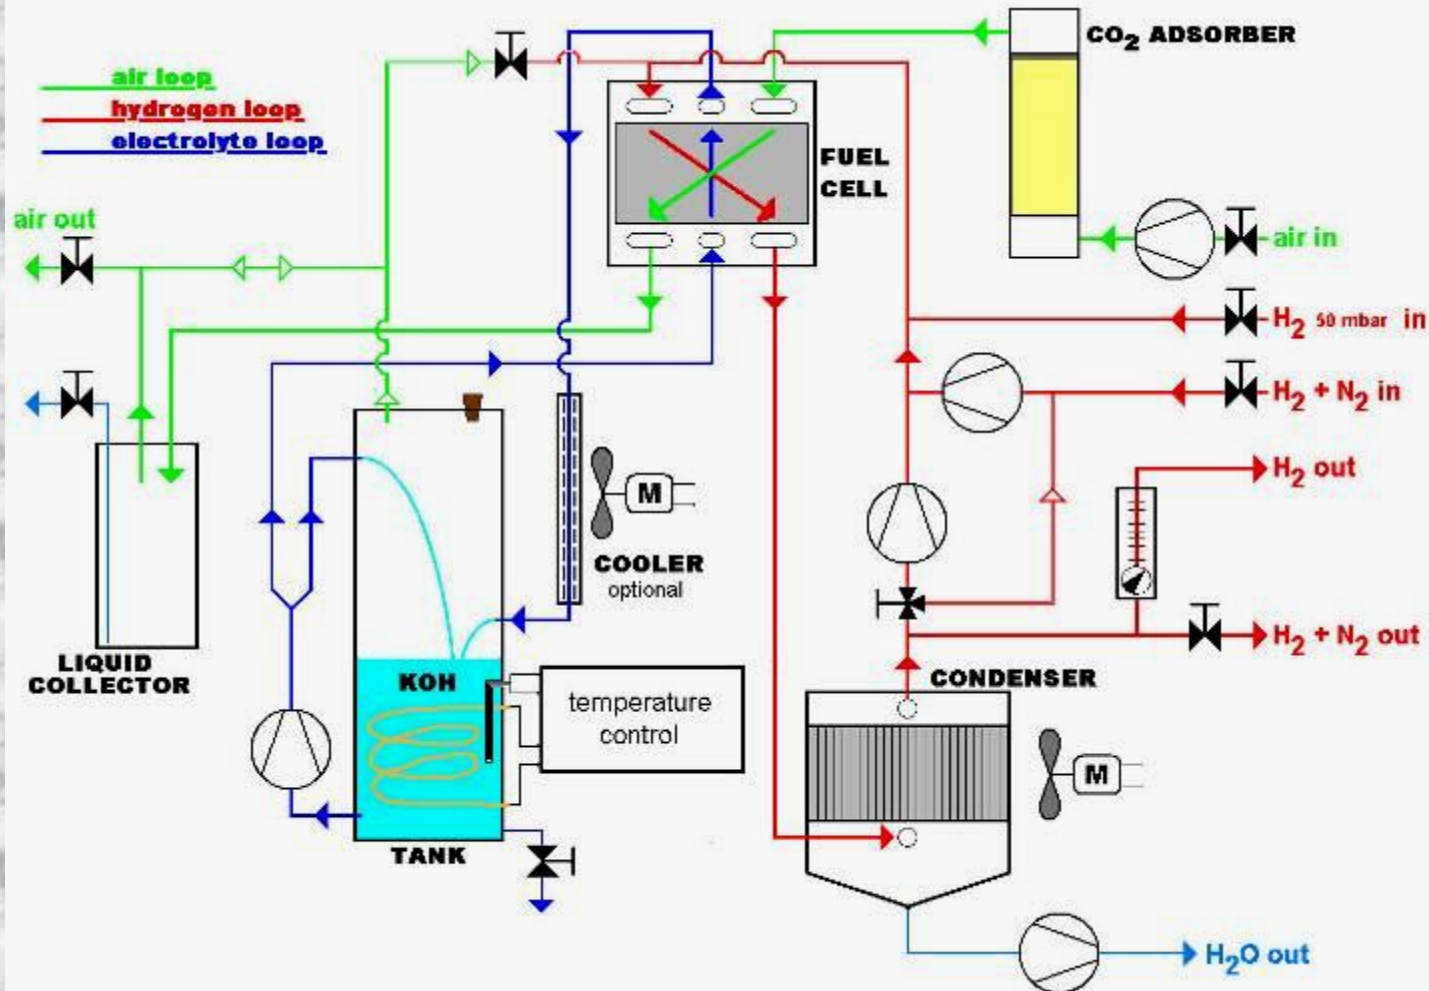 CO₂ ADSORBER
air loop
hydrogen loop
electrolyte loop
FUEL
CELL
air out
air in
H₂ 50 mbar in
H₂ + N₂ in
H₂ out
M
COOLER
optional
H₂ + N₂ out
LIQUID
COLLECTOR
KOH
temperature
control
CONDENSER
M
TANK
H₂O out